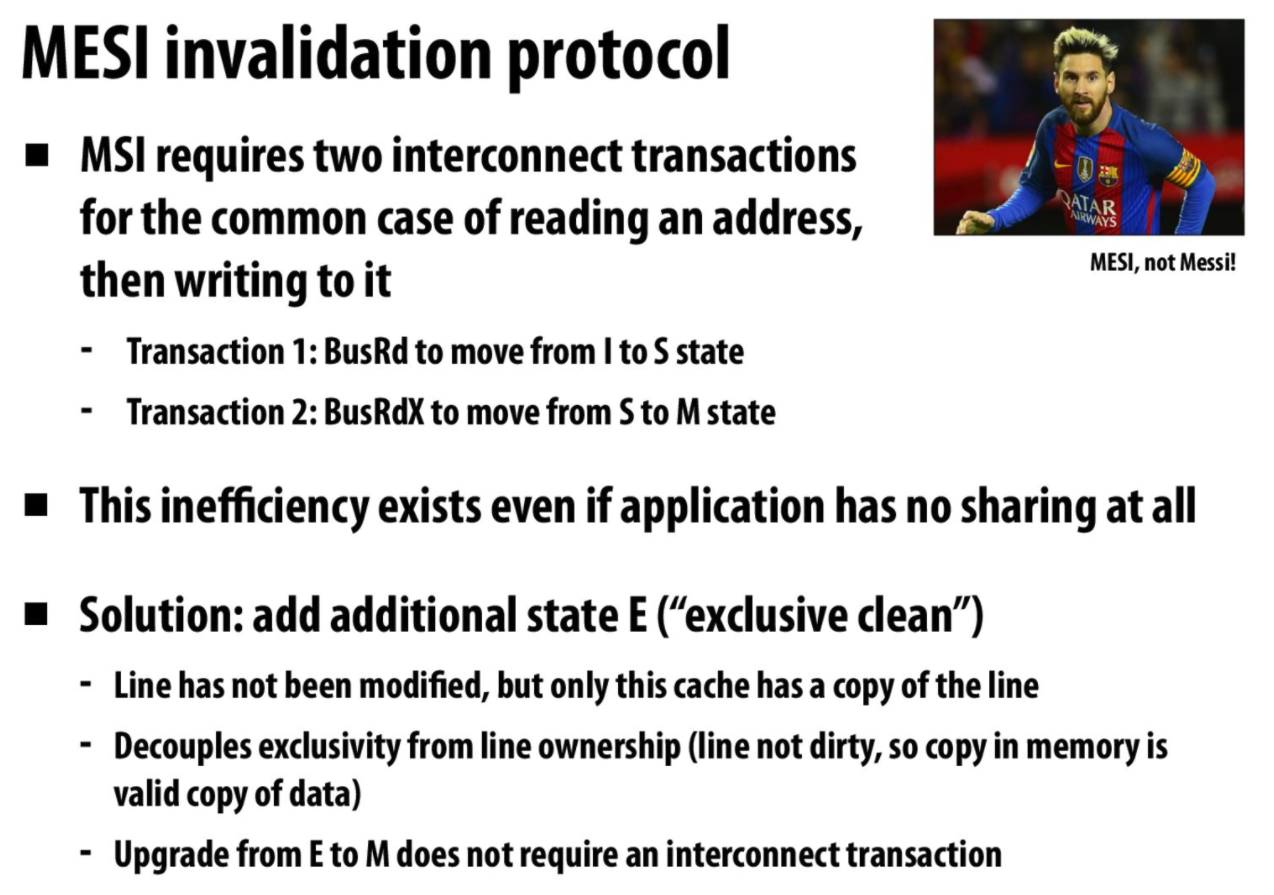 MESI invalidation protocol
MSI requires two interconnect transactions
for the common case of reading an address,
then writing to it
- Transaction 1: BusRd to move from I to S state
- Transaction 2: BusRdX to move from S to M state
QATAR
AIRWAYS
MESI, not Messi!
This inefficiency exists even if application has no sharing at all
Solution: add additional state E (“exclusive clean”)
- Line has not been modified, but only this cache has a copy of the line
- Decouples exclusivity from line ownership (line not dirty, so copy in memory is
valid copy of data)
- Upgrade from E to M does not require an interconnect transaction